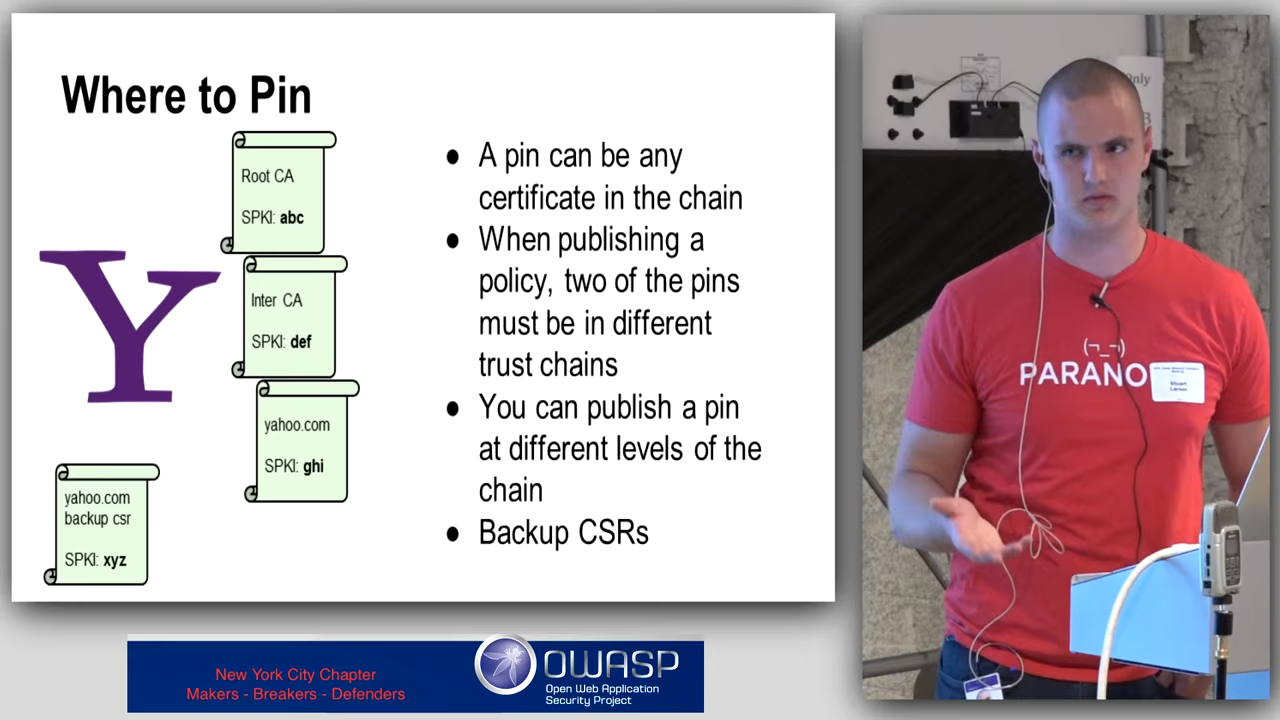 Where to Pin
Root CA
SPKI: abc
Inter CA
SPKI: def
yahoo.com
SPKI: ghi
Y
yahoo.com
backup csr
SPKI: xyz
● A pin can be any
certificate in the chain
● When publishing a
policy, two of the pins
must be in different
trust chains
● You can publish a pin
at different levels of the
chain
● Backup CSRs
New York City Chapter
Makers - Breakers - Defenders
OWASP
Open Web Application
Security Project
Only
(¬_¬)
PARANO
Stuart